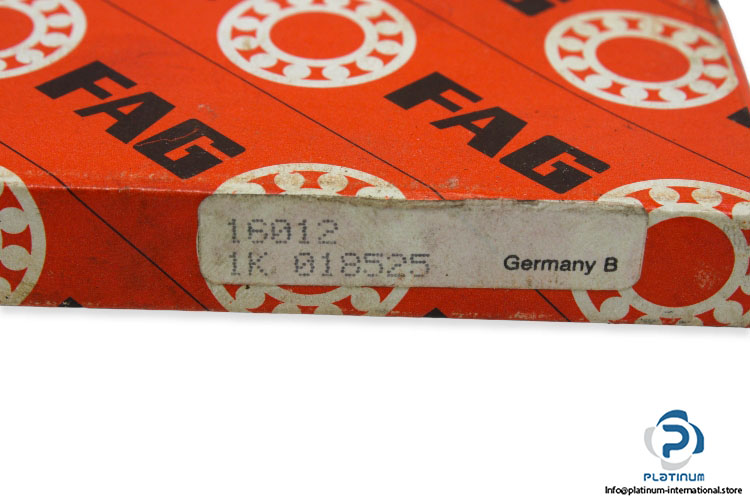 FAG
FAG
16012
1K 018525
Germany B
PLATINUM
Info@platinum-international.store